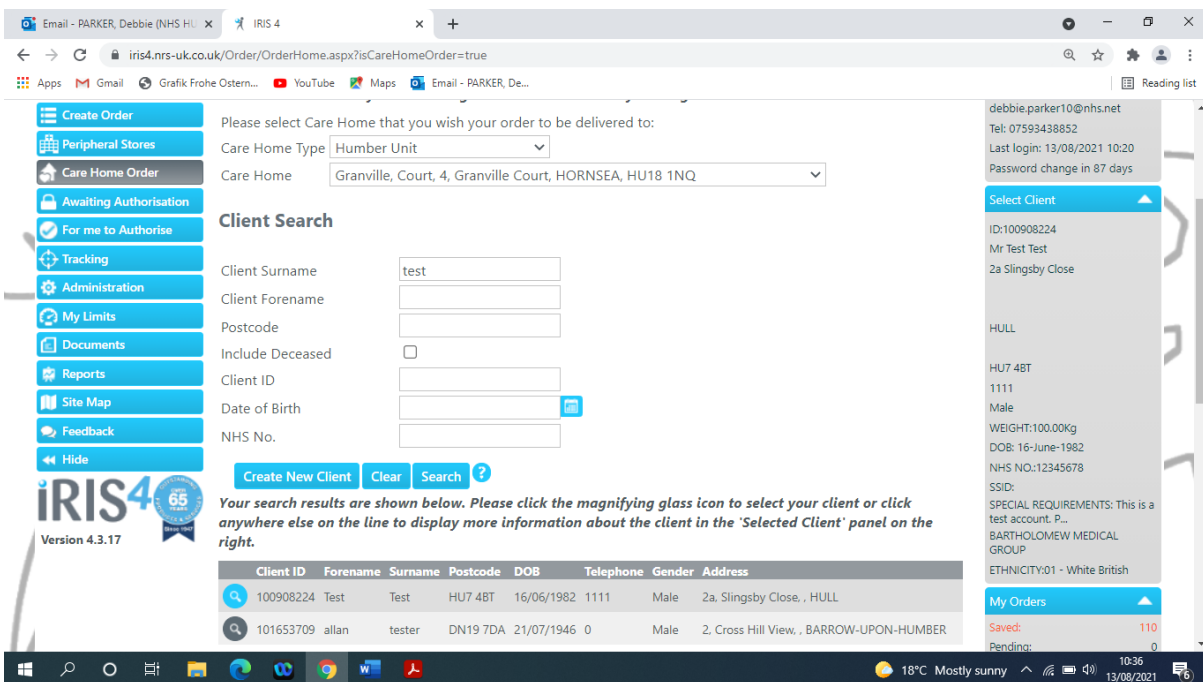 Email - PARKER, Debbie (NHS HU
IRIS 4
iris4.nrs-uk.co.uk/Order/OrderHome.aspx?isCareHomeOrder=true
Apps Gmail Grafik Frohe Ostern... YouTube Maps Email - PARKER, De... Reading list
Create Order
Peripheral Stores
Care Home Order
Awaiting Authorisation
For me to Authorise
Tracking
Administration
My Limits
Documents
Reports
Site Map
Feedback
Hide
iRIS4
65
Since 1947
Version 4.3.17
Please select Care Home that you wish your order to be delivered to:
Care Home Type Humber Unit
Care Home Granville, Court, 4, Granville Court, HORNSEA, HU18 1NQ
Client Search
Client Surname test
Client Forename
Postcode
Include Deceased
Client ID
Date of Birth
NHS No.
Create New Client Clear Search ?
Your search results are shown below. Please click the magnifying glass icon to select your client or click
anywhere else on the line to display more information about the client in the 'Selected Client' panel on the
right.
Client ID Forename Surname Postcode DOB Telephone Gender Address
100908224 Test Test HU7 4BT 16/06/1982 1111 Male 2a, Slingsby Close, , HULL
101653709 allan tester DN19 7DA 21/07/1946 0 Male 2, Cross Hill View, , BARROW-UPON-HUMBER
debbie.parker10@nhs.net
Tel: 07593438852
Last login: 13/08/2021 10:20
Password change in 87 days
Select Client
ID:100908224
Mr Test Test
2a Slingsby Close
HULL
HU7 4BT
1111
Male
WEIGHT:100.00Kg
DOB: 16-June-1982
NHS NO.:12345678
SSID:
SPECIAL REQUIREMENTS: This is a
test account. P...
BARTHOLOMEW MEDICAL
GROUP
ETHNICITY:01 - White British
My Orders
Saved: 110
Pending: 0
18°C Mostly sunny
10:36
13/08/2021
6